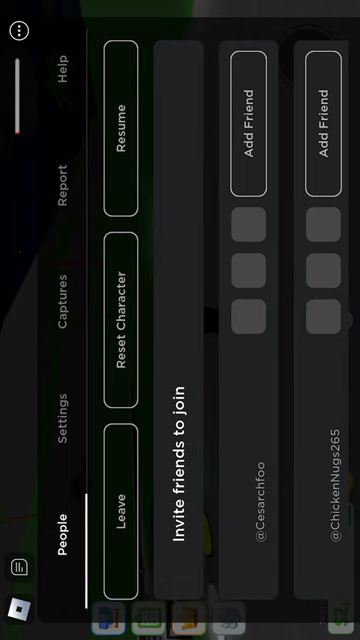 People
Settings
Captures
Report
Help
Leave
Reset Character
Resume
Invite friends to join
@Cesarchfoo
Add Friend
@ChickenNugs265
Add Friend